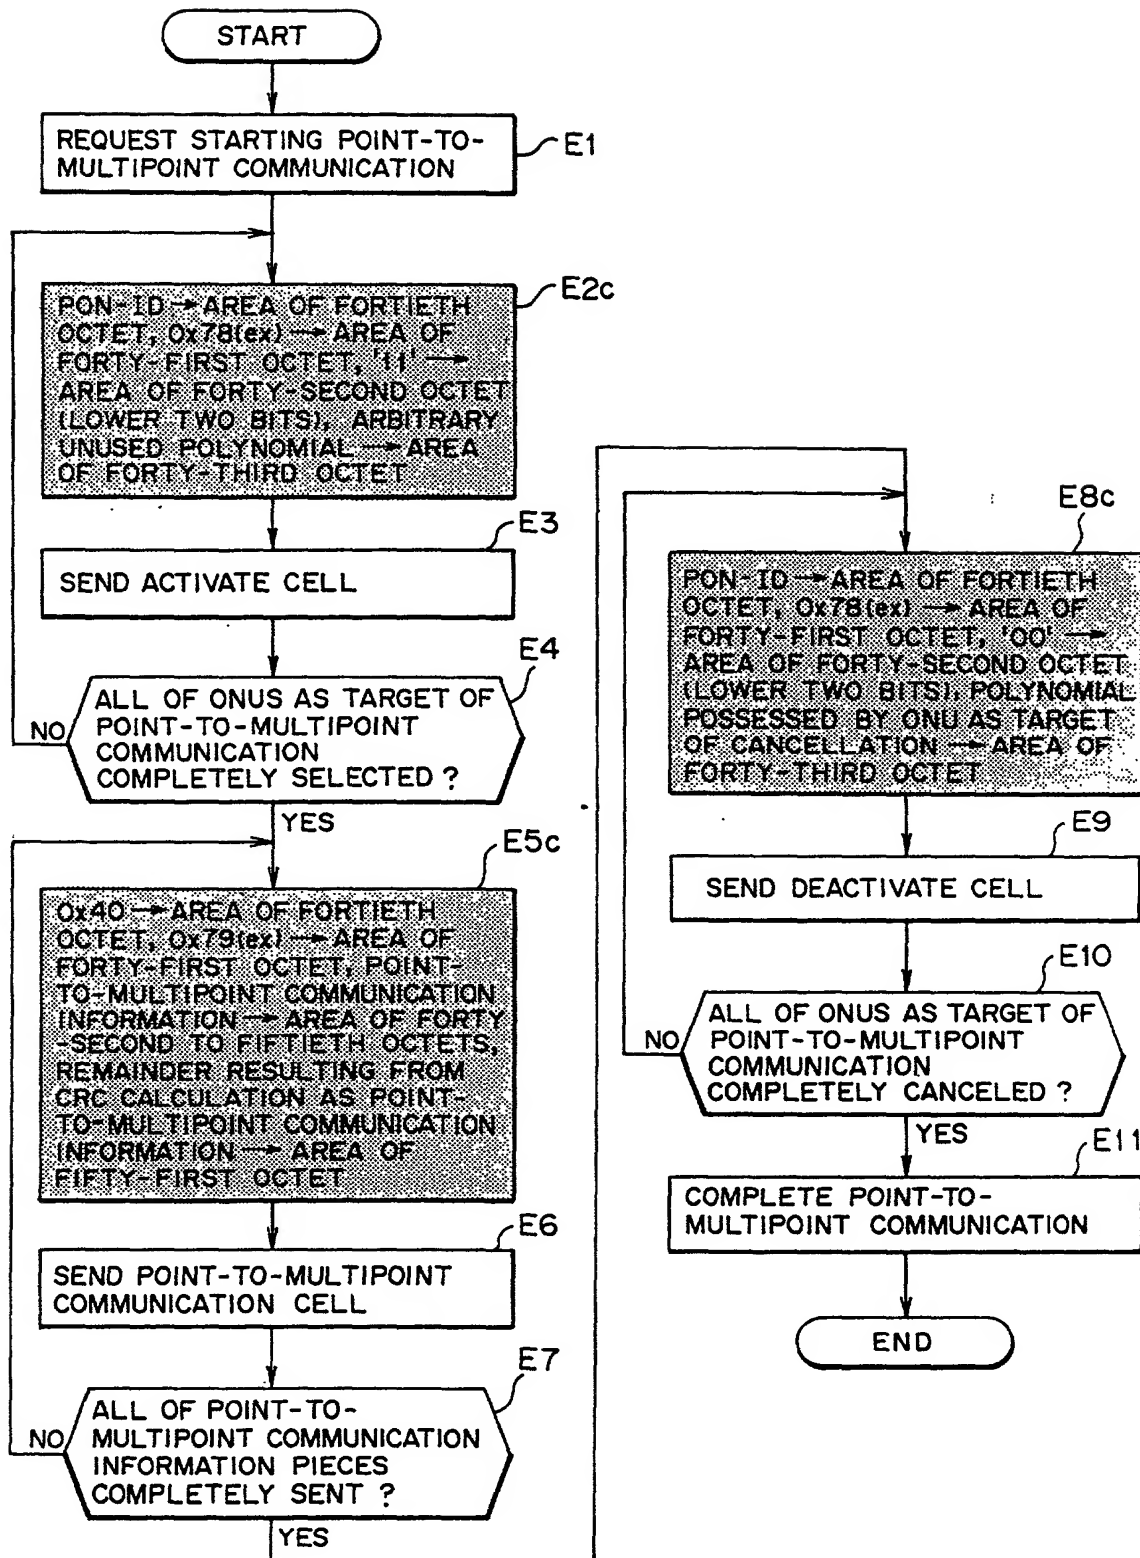 START
REQUEST STARTING POINT-TO-
MULTIPOINT COMMUNICATION
E1
E2c
PON-ID → AREA OF FORTIETH
OCTET, 0x78(ex) → AREA OF
FORTY-FIRST OCTET, '11' →
AREA OF FORTY-SECOND OCTET
(LOWER TWO BITS), ARBITRARY
UNUSED POLYNOMIAL → AREA
OF FORTY-THIRD OCTET
E3
SEND ACTIVATE CELL
E4
ALL OF ONUS AS TARGET OF
POINT-TO-MULTIPOINT
COMMUNICATION
COMPLETELY SELECTED ?
NO
YES
E5c
0x40 → AREA OF FORTIETH
OCTET, 0x79(ex) → AREA OF
FORTY-FIRST OCTET, POINT-
TO-MULTIPOINT COMMUNICATION
INFORMATION → AREA OF FORTY
-SECOND TO FIFTIETH OCTETS,
REMAINDER RESULTING FROM
CRC CALCULATION AS POINT-
TO-MULTIPOINT COMMUNICATION
INFORMATION → AREA OF
FIFTY-FIRST OCTET
E6
SEND POINT-TO-MULTIPOINT
COMMUNICATION CELL
E7
ALL OF POINT-TO-
MULTIPOINT COMMUNICATION
INFORMATION PIECES
COMPLETELY SENT ?
NO
YES
E8c
PON-ID → AREA OF FORTIETH
OCTET, 0x78(ex) → AREA OF
FORTY-FIRST OCTET, '00' →
AREA OF FORTY-SECOND OCTET
(LOWER TWO BITS), POLYNOMIAL
POSSESSED BY ONU AS TARGET
OF CANCELLATION → AREA OF
FORTY-THIRD OCTET
E9
SEND DEACTIVATE CELL
E10
ALL OF ONUS AS TARGET OF
POINT-TO-MULTIPOINT
COMMUNICATION
COMPLETELY CANCELED ?
NO
YES
E11
COMPLETE POINT-TO-
MULTIPOINT COMMUNICATION
END